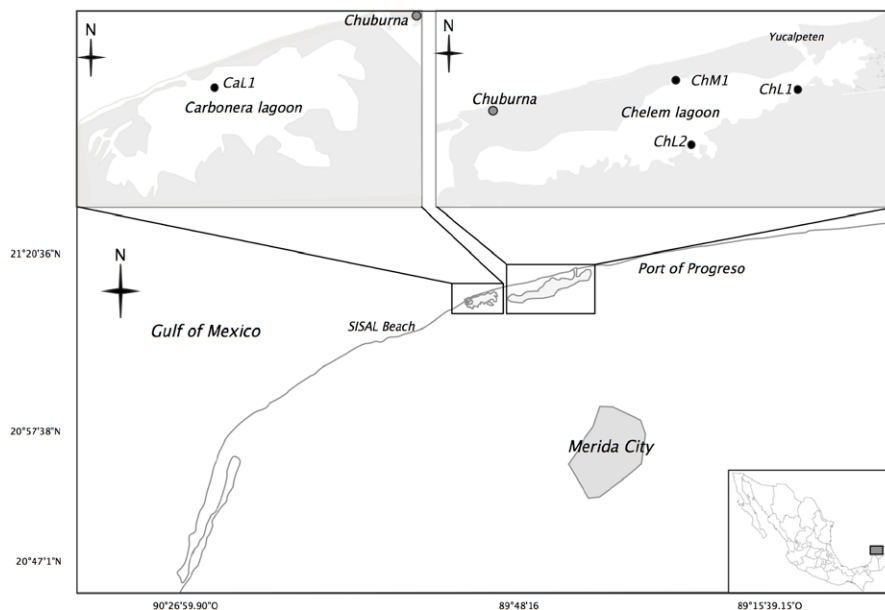 Chuburna
N
CaL1
Carbonera lagoon
N
Yucalpeten
ChM1
ChL1
Chuburna
Chelem lagoon
ChL2
21°20'36"N
N
Port of Progreso
Gulf of Mexico
SISAL Beach
20°57'38"N
Merida City
20°47'1"N
90°26'59.90"O
89°48'16
89°15'39.15"O